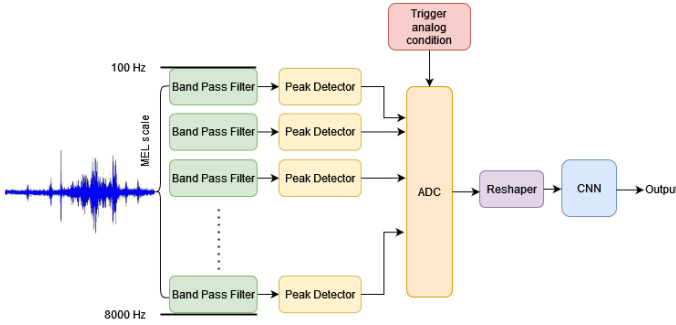 Trigger
analog
condition
100 Hz
Band Pass Filter
Peak Detector
Band Pass Filter
Peak Detector
MEL scale
Band Pass Filter
Peak Detector
ADC
Reshaper
CNN
Output
Band Pass Filter
Peak Detector
8000 Hz